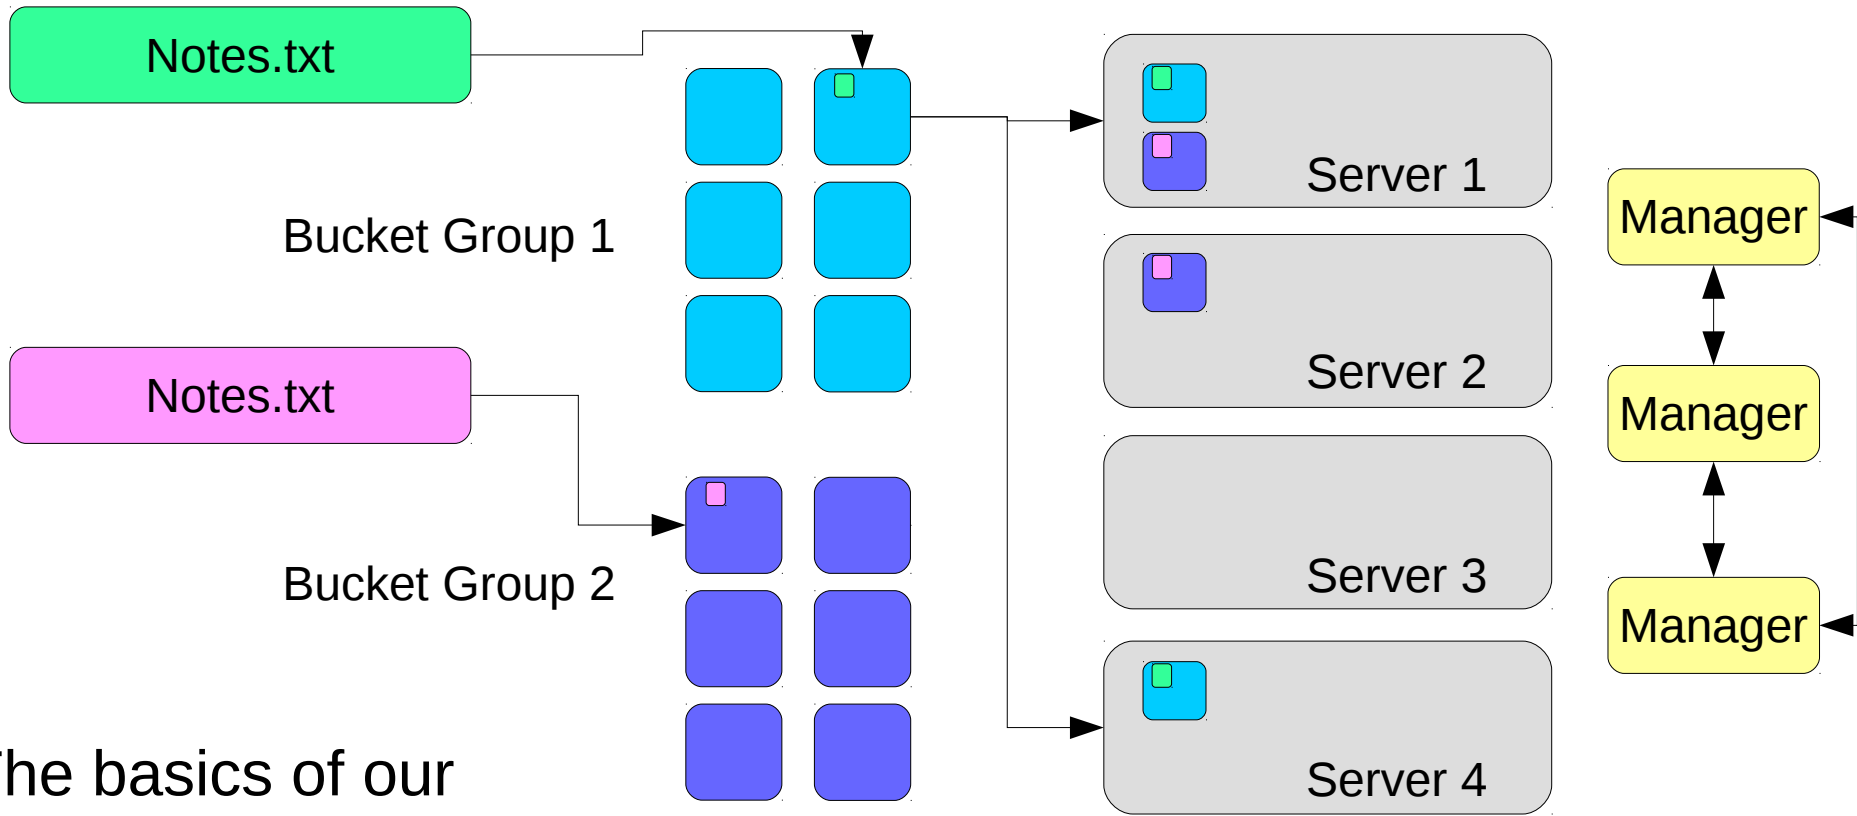 Notes.txt
Bucket Group 1
Notes.txt
Bucket Group 2
Server 1
Server 2
Server 3
Server 4
Manager
Manager
Manager
The basics of our